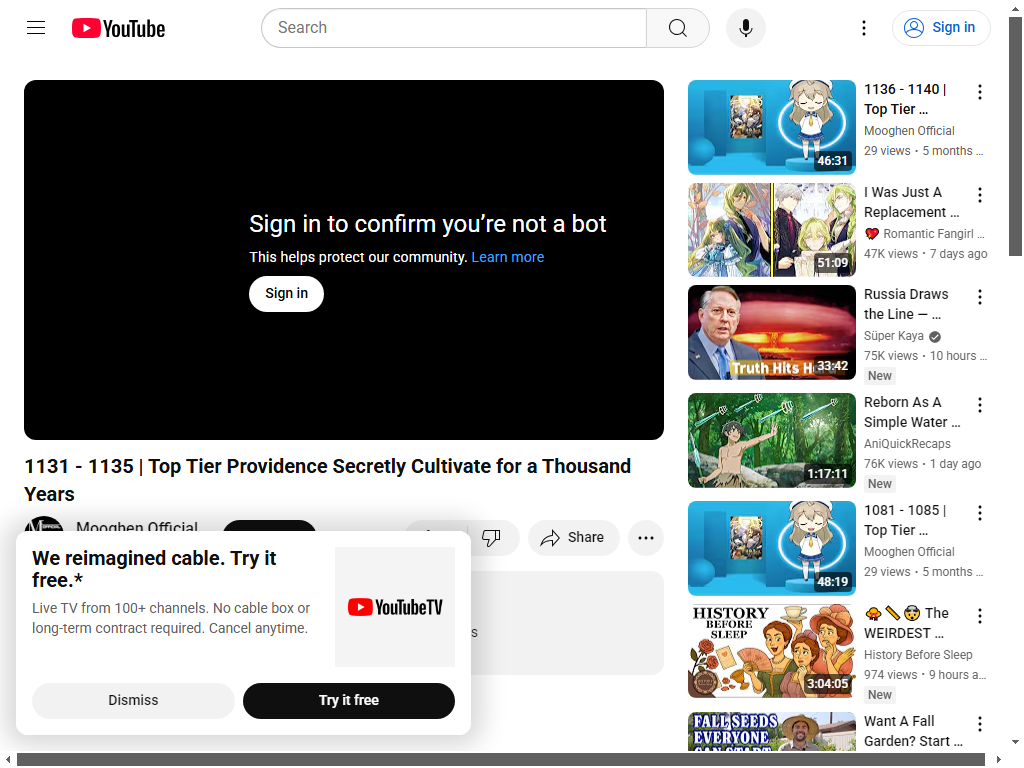 YouTube
Search
Sign in
Sign in to confirm you’re not a bot
This helps protect our community. Learn more
Sign in
1131 - 1135 | Top Tier Providence Secretly Cultivate for a Thousand
Years
Mooghen Official
Share
We reimagined cable. Try it
free.*
Live TV from 100+ channels. No cable box or
long-term contract required. Cancel anytime.
YouTubeTV
Dismiss
Try it free
s
46:31
1136 - 1140 |
Top Tier ...
Mooghen Official
29 views • 5 months ...
51:09
I Was Just A
Replacement ...
💖 Romantic Fangirl ...
47K views • 7 days ago
Truth Hits H
33:42
Russia Draws
the Line — ...
Süper Kaya
75K views • 10 hours ...
New
1:17:11
Reborn As A
Simple Water ...
AniQuickRecaps
76K views • 1 day ago
New
48:19
1081 - 1085 |
Top Tier ...
Mooghen Official
29 views • 5 months ...
HISTORY
BEFORE
SLEEP
3:04:05
The
WEIRDEST ...
History Before Sleep
974 views • 9 hours a...
New
FALL SEEDS
EVERYONE
CAN START
Want A Fall
Garden? Start ...